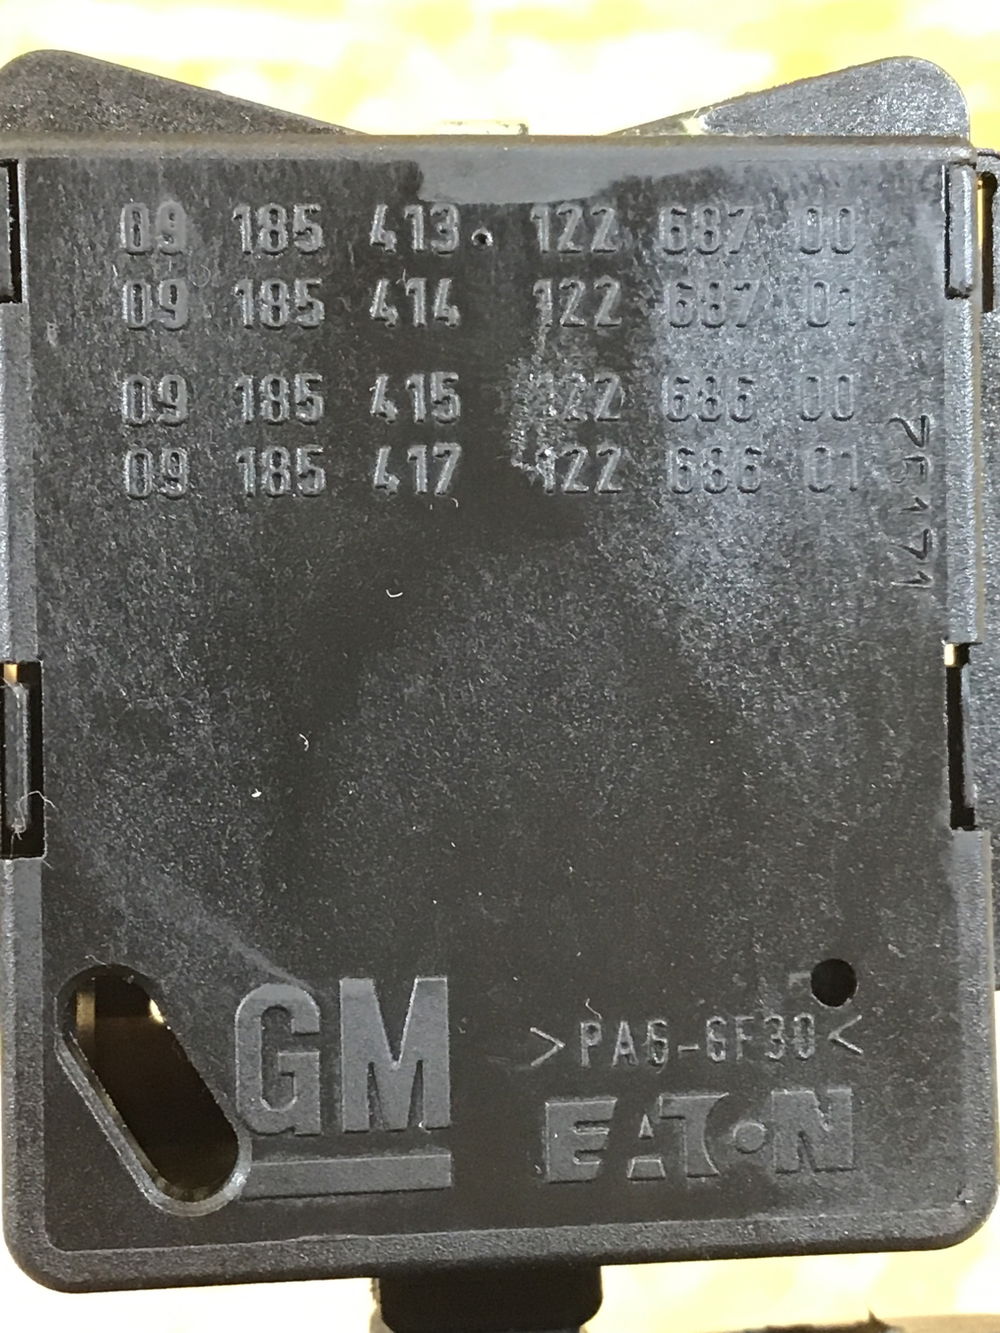 09 185 413 122 687 00
09 185 414 122 687 01
09 185 415 122 686 00
09 185 417 122 686 01
75171
GM
>PA6-GF30<
EATON